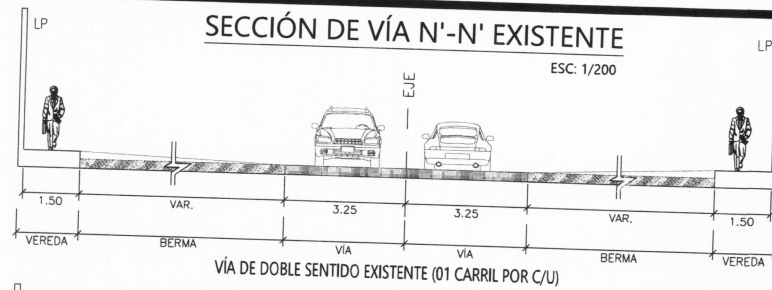 SECCIÓN DE VÍA N'-N' EXISTENTE
ESC: 1/200
LP
LP
EJE
1.50
VAR.
3.25
3.25
VAR.
1.50
VEREDA
BERMA
VÍA
VÍA
BERMA
VEREDA
VÍA DE DOBLE SENTIDO EXISTENTE (01 CARRIL POR C/U)